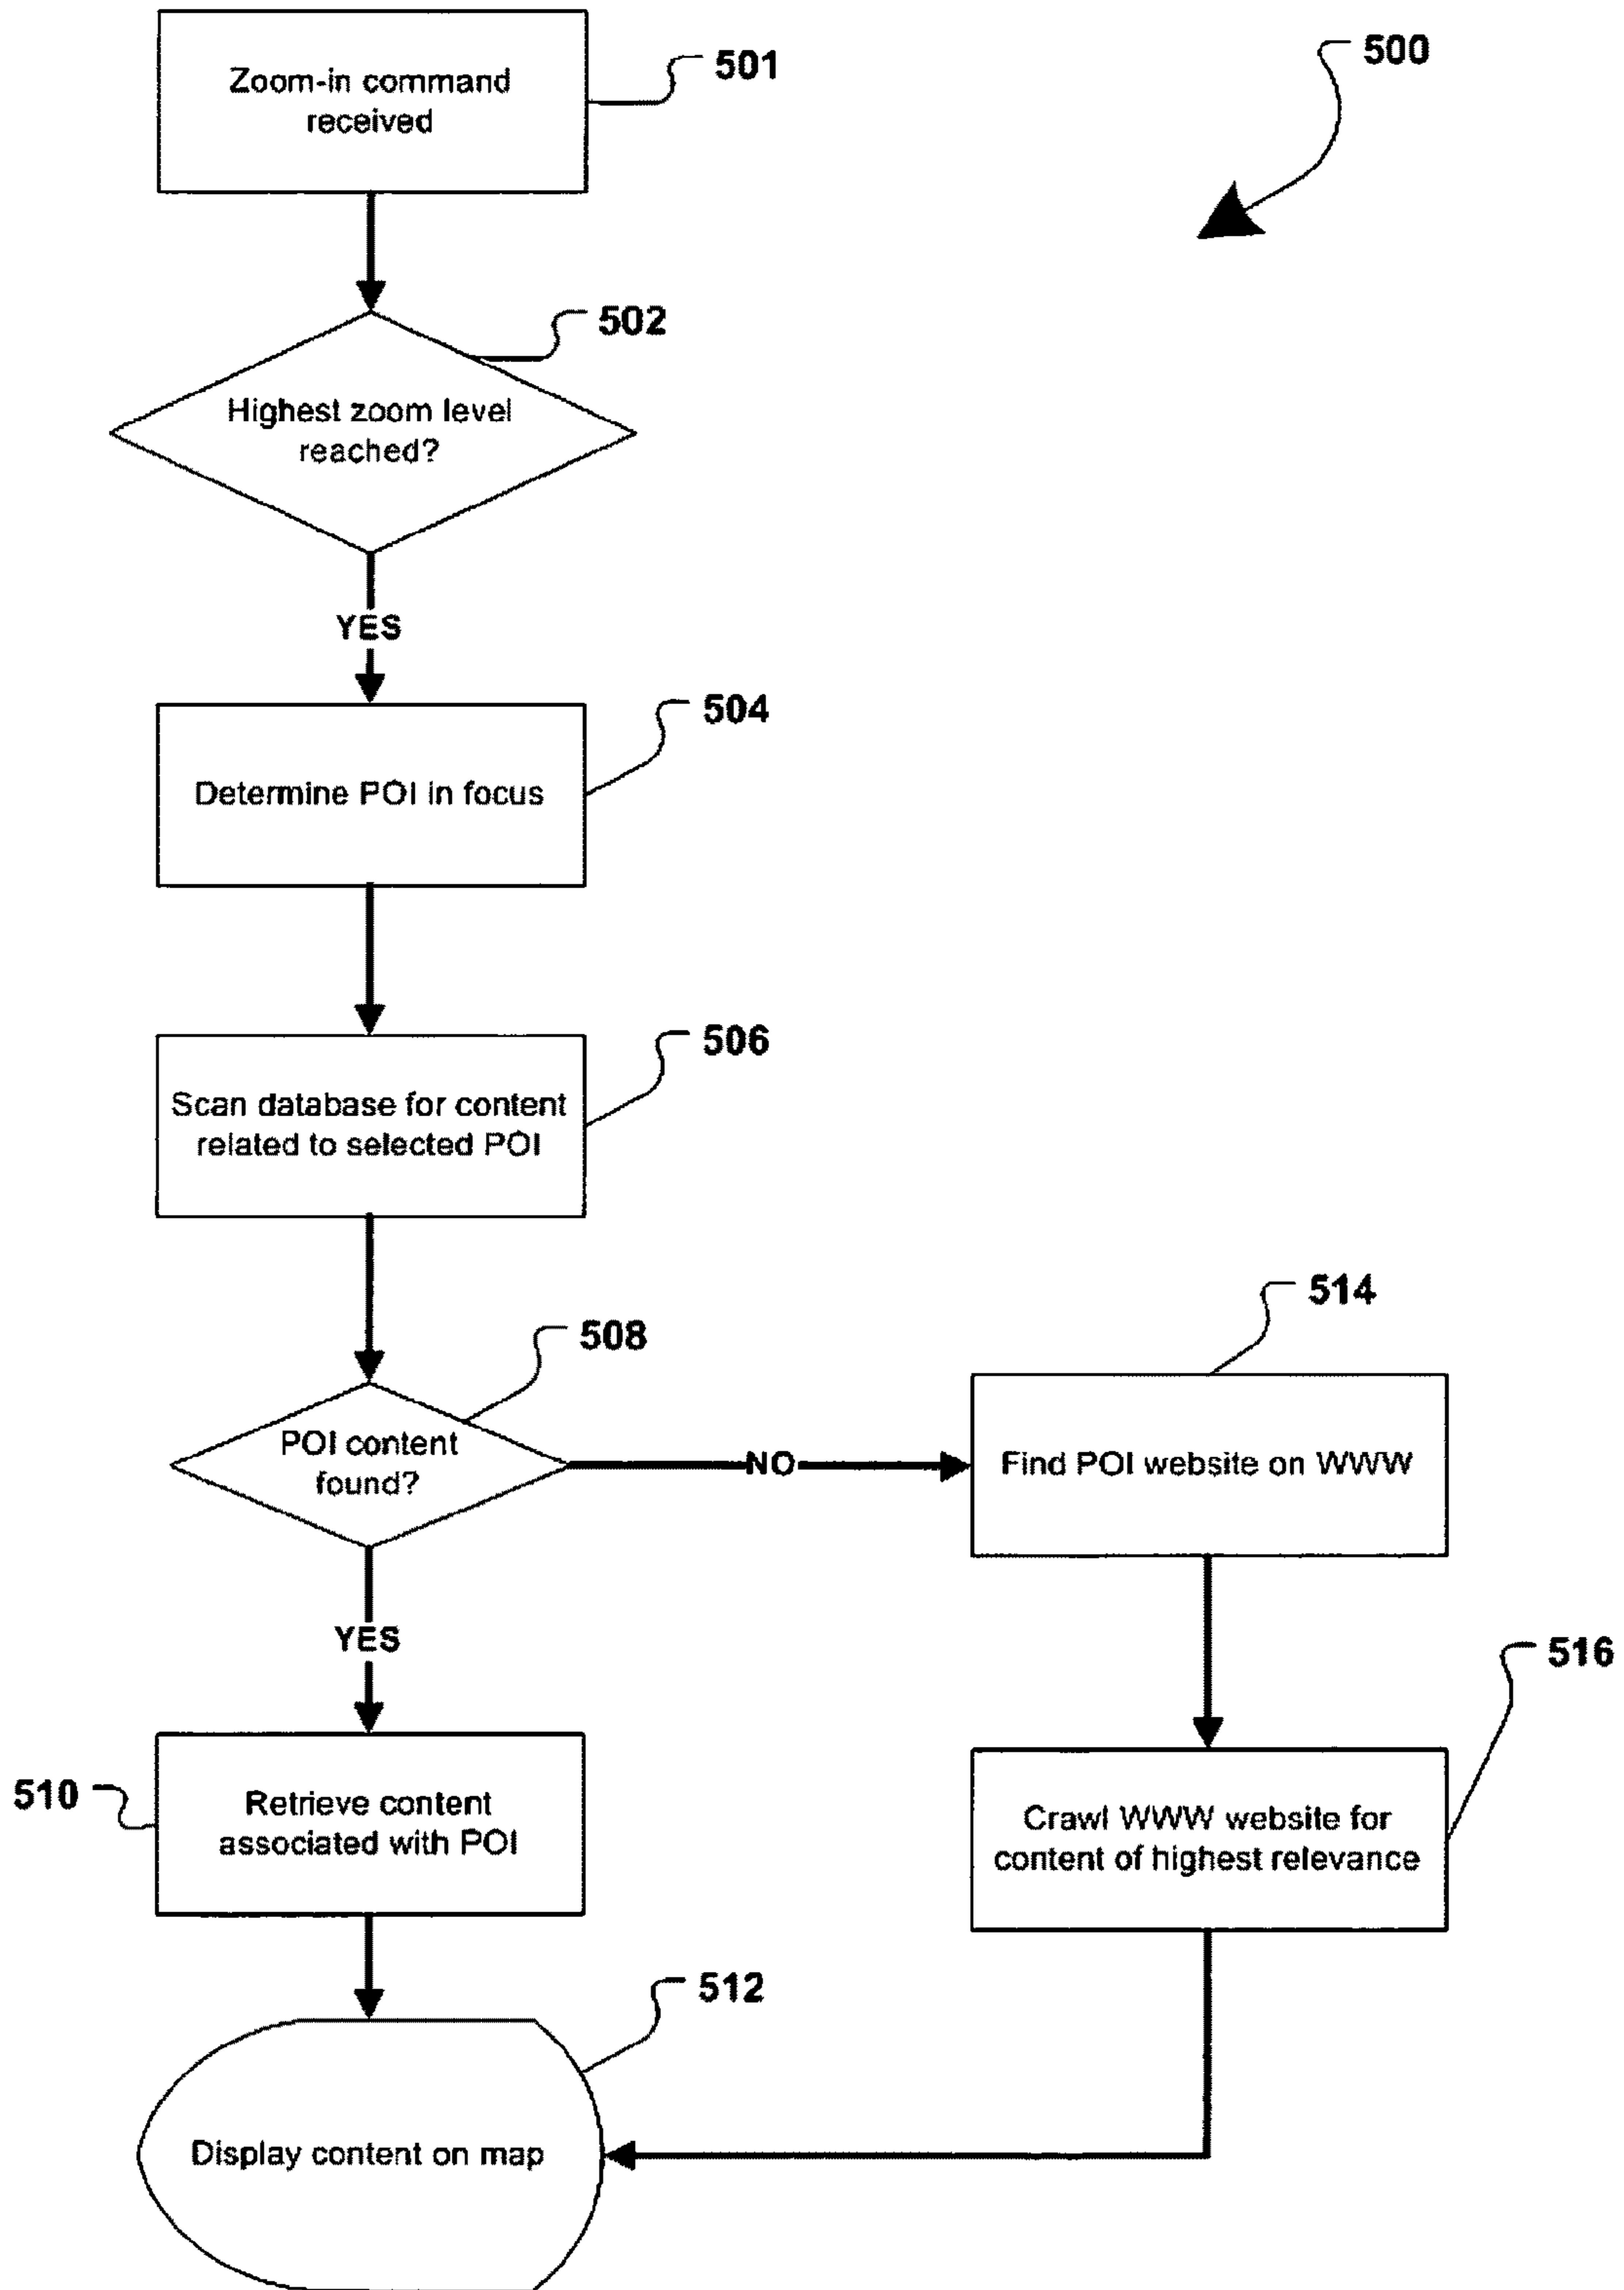 500
Zoom-in command
received
501
Highest zoom level
reached?
502
YES
Determine POI in focus
504
Scan database for content
related to selected POI
506
POI content
found?
508
NO
Find POI website on WWW
514
YES
Retrieve content
associated with POI
510
Crawl WWW website for
content of highest relevance
516
Display content on map
512